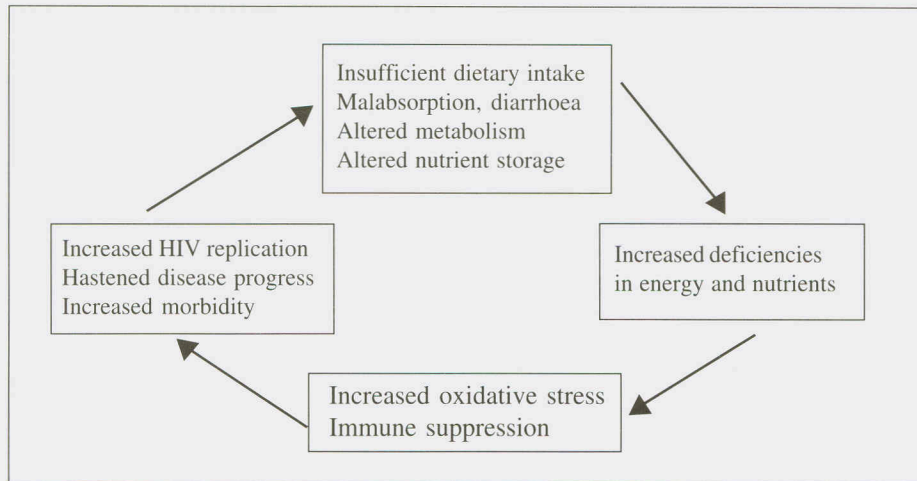 Insufficient dietary intake
Malabsorption, diarrhoea
Altered metabolism
Altered nutrient storage
Increased deficiencies
in energy and nutrients
Increased oxidative stress
Immune suppression
Increased HIV replication
Hastened disease progress
Increased morbidity